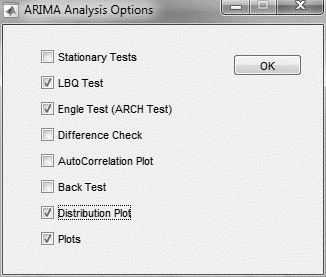 ARIMA Analysis Options
Stationary Tests
OK
LBQ Test
Engle Test (ARCH Test)
Difference Check
AutoCorrelation Plot
Back Test
Distribution Plot
Plots